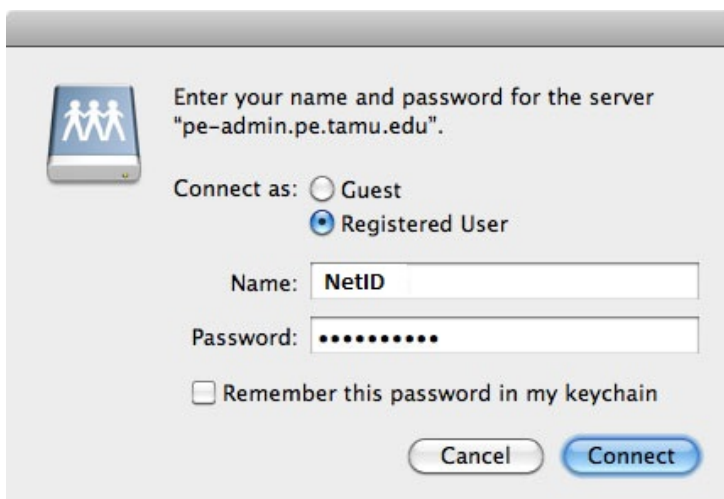 Enter your name and password for the server
"pe-admin.pe.tamu.edu".
Connect as: Guest
Registered User
Name: NetID
Password: ••••••••••
Remember this password in my keychain
Cancel Connect